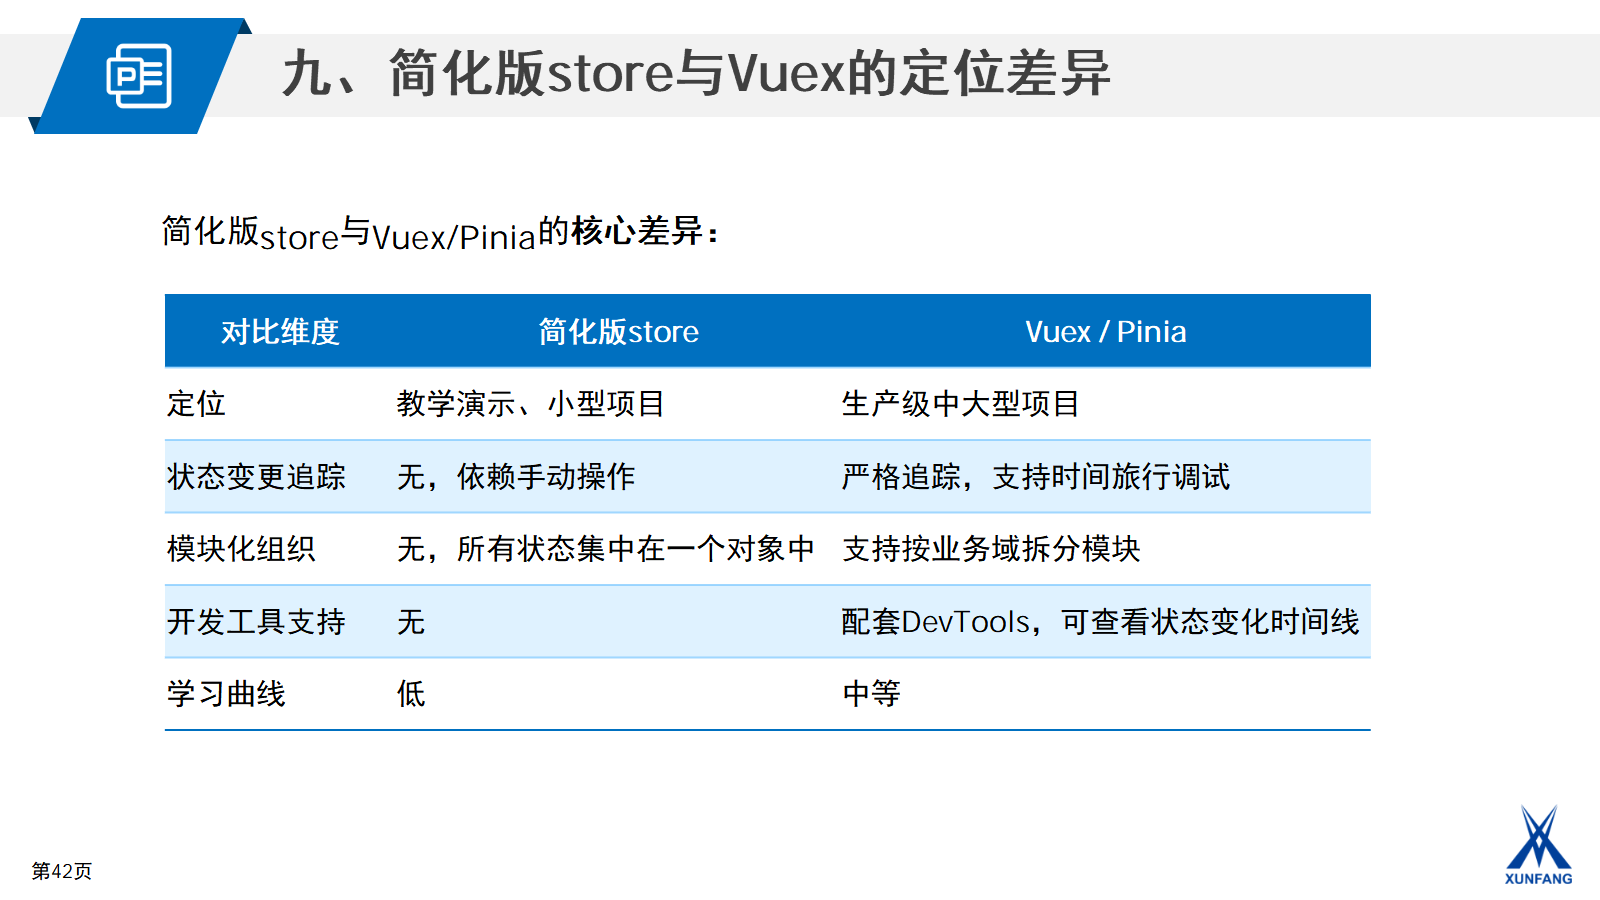 九、简化版store与Vuex的定位差异
简化版store与Vuex/Pinia的核心差异：
对比维度 简化版store Vuex / Pinia
定位 教学演示、小型项目 生产级中大型项目
状态变更追踪 无，依赖手动操作 严格追踪，支持时间旅行调试
模块化组织 无，所有状态集中在一个对象中 支持按业务域拆分模块
开发工具支持 无 配套DevTools，可查看状态变化时间线
学习曲线 低 中等
第42页
XUNFANG